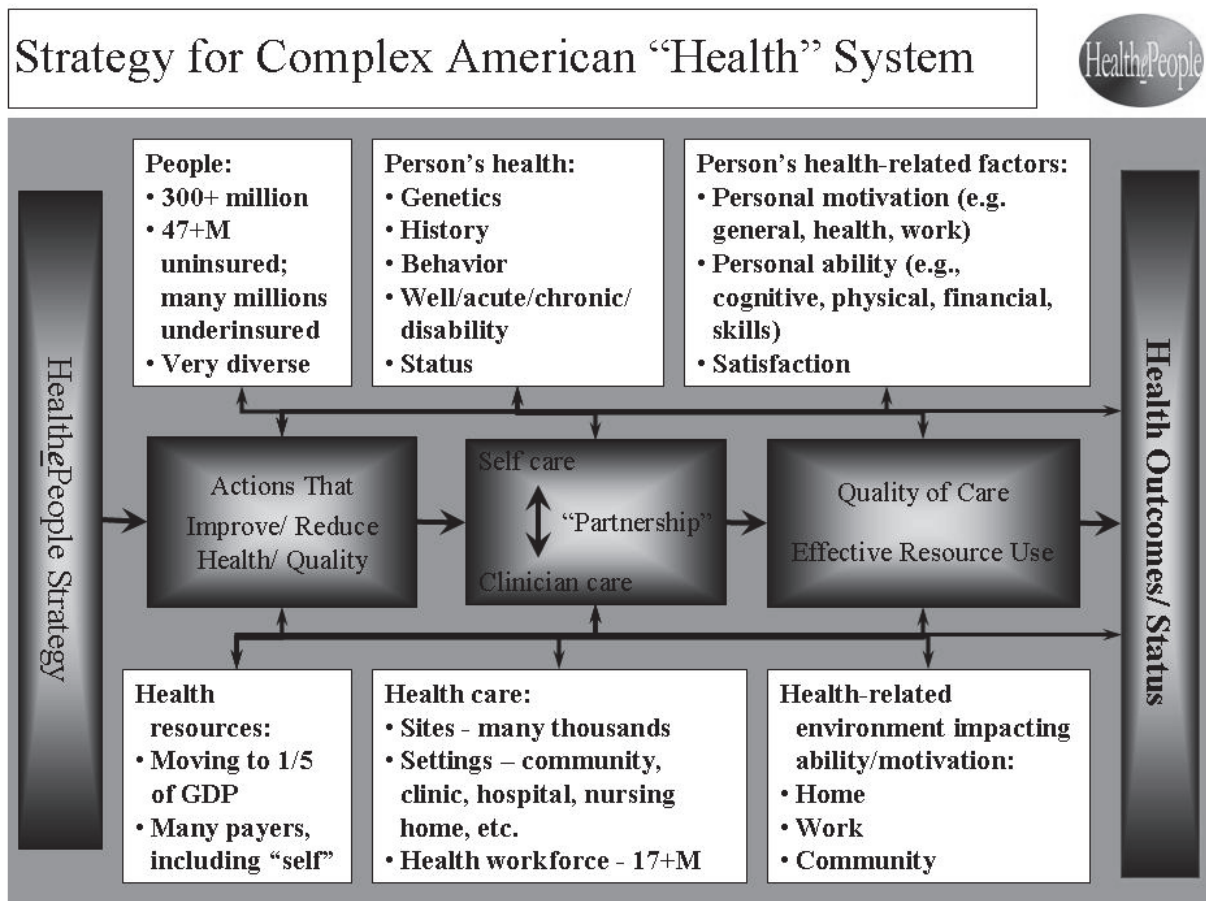 Strategy for Complex American “Health” System
HealthePeople
People:
• 300+ million
• 47+M
uninsured;
many millions
underinsured
• Very diverse
Person’s health:
• Genetics
• History
• Behavior
• Well/acute/chronic/
disability
• Status
Person’s health-related factors:
• Personal motivation (e.g.
general, health, work)
• Personal ability (e.g.,
cognitive, physical, financial,
skills)
• Satisfaction
HealthePeople Strategy
Actions That
Improve/ Reduce
Health/ Quality
Self care
“Partnership”
Clinician care
Quality of Care
Effective Resource Use
Health Outcomes/
Status
Health
resources:
• Moving to 1/5
of GDP
• Many payers,
including “self”
Health care:
• Sites - many thousands
• Settings – community,
clinic, hospital, nursing
home, etc.
• Health workforce - 17+M
Health-related
environment impacting
ability/motivation:
• Home
• Work
• Community